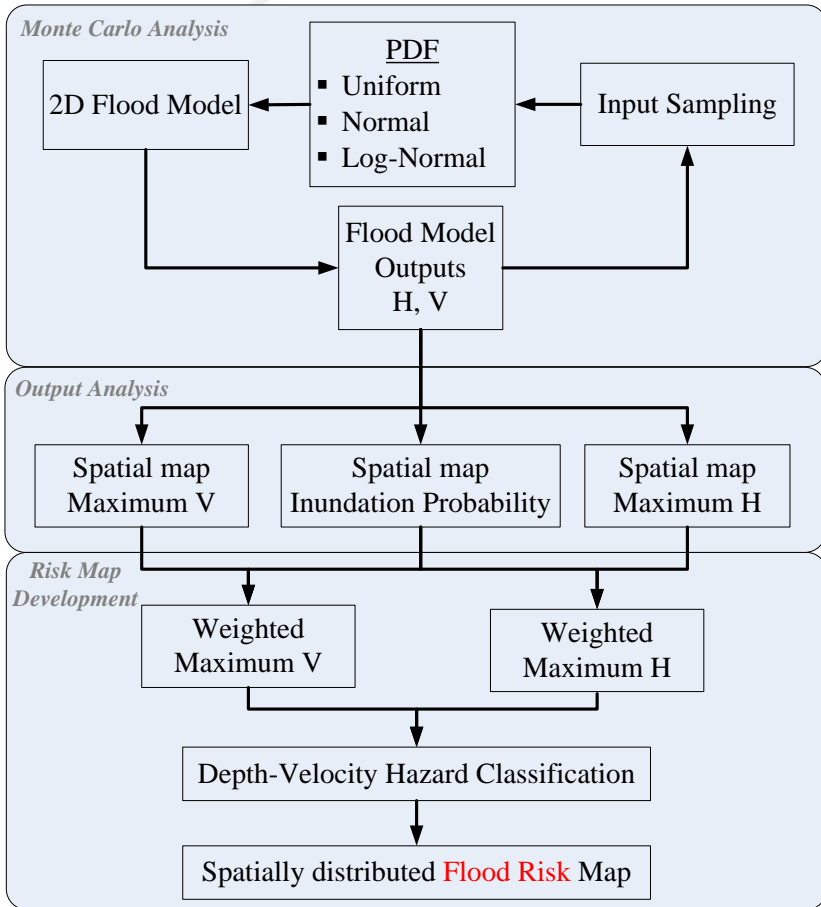 Monte Carlo Analysis
PDF
▪ Uniform
▪ Normal
▪ Log-Normal
2D Flood Model
Input Sampling
Flood Model
Outputs
H, V
Output Analysis
Spatial map
Maximum V
Spatial map
Inundation Probability
Spatial map
Maximum H
Risk Map
Development
Weighted
Maximum V
Weighted
Maximum H
Depth-Velocity Hazard Classification
Spatially distributed Flood Risk Map